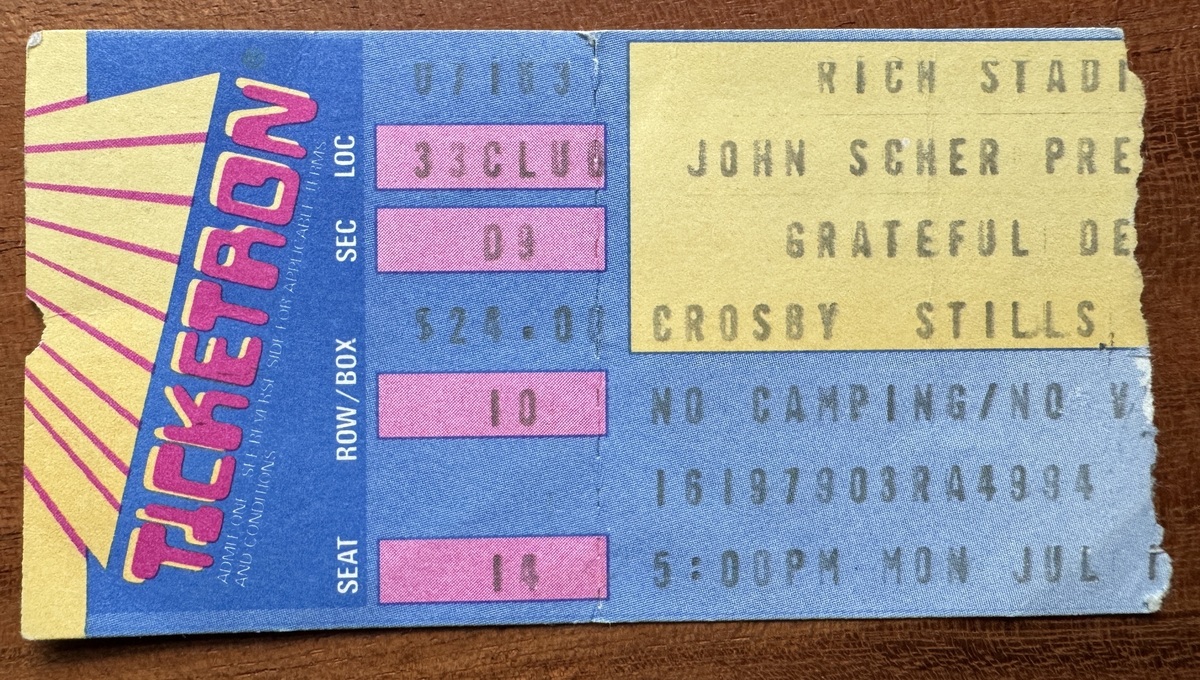 TICKETRON®
ADMIT ONE SEE REVERSE SIDE FOR APPLICABLE TERMS
AND CONDITIONS
LOC
SEC
ROW/BOX
SEAT
33CLUB
09
$24.00
10
14
RICH STADI
JOHN SCHER PRE
GRATEFUL DE
CROSBY STILLS,
NO CAMPING/NO V
16197903RA4994
5:00PM MON JUL